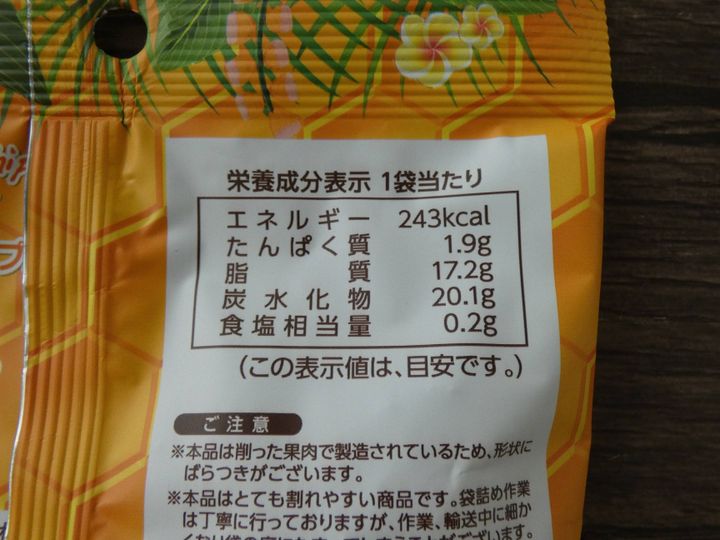 栄養成分表示 1袋当たり
エネルギー 243kcal
たんぱく質 1.9g
脂質 17.2g
炭水化物 20.1g
食塩相当量 0.2g
(この表示値は、目安です。)
ご注意
※本品は削った果肉で製造されているため、形状に
ばらつきがございます。
※本品はとても割れやすい商品です。袋詰め作業
は丁寧に行っておりますが、作業、輸送中に細か